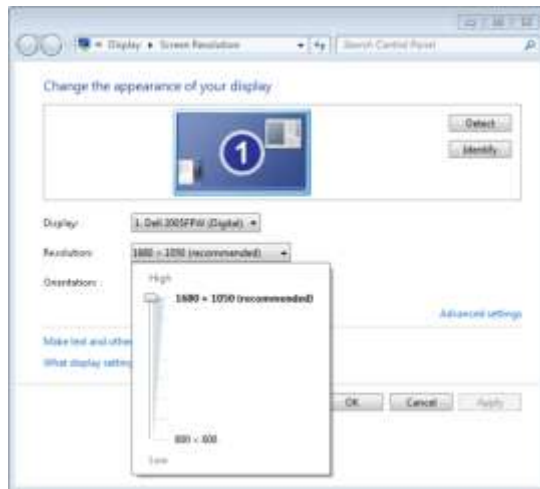 Display ▸ Screen Resolution
Search Control Panel
Change the appearance of your display
1
Detect
Identify
Display:
1. Dell 2005FPW (Digital)
Resolution:
1680 × 1050 (recommended)
Orientation:
High
1680 × 1050 (recommended)
Advanced settings
Make text and other
What display setting
OK
Cancel
Apply
800 × 600
Low